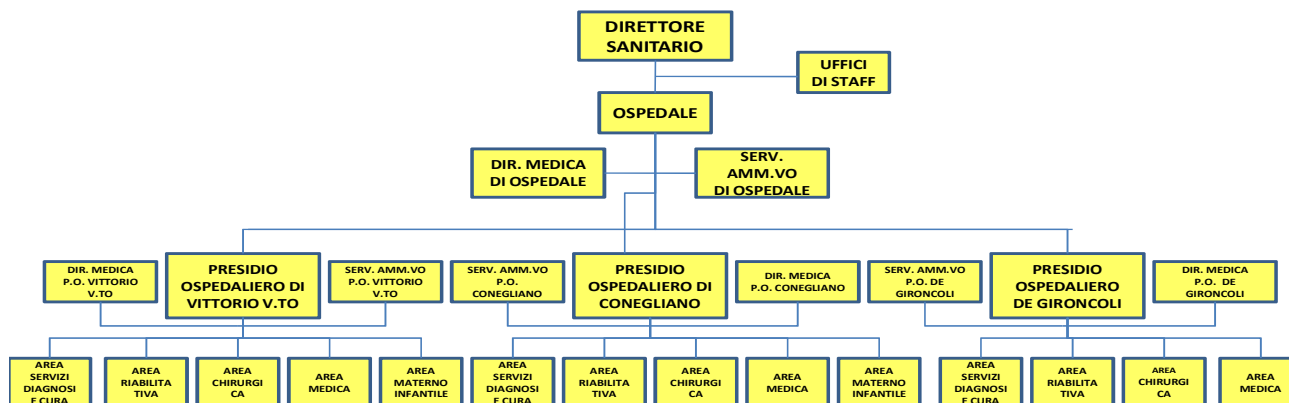 DIRETTORE
SANITARIO
UFFICI
DI STAFF
OSPEDALE
DIR. MEDICA
DI OSPEDALE
SERV.
AMM.VO
DI OSPEDALE
DIR. MEDICA
P.O. VITTORIO
V.TO
PRESIDIO
OSPEDALIERO DI
VITTORIO V.TO
SERV. AMM.VO
P.O. VITTORIO
V.TO
SERV. AMM.VO
P.O.
CONEGLIANO
PRESIDIO
OSPEDALIERO DI
CONEGLIANO
DIR. MEDICA
P.O. CONEGLIANO
SERV. AMM.VO
P.O. DE
GIRONCOLI
PRESIDIO
OSPEDALIERO
DE GIRONCOLI
DIR. MEDICA
P.O. DE
GIRONCOLI
AREA
SERVIZI
DIAGNOSI
E CURA
AREA
RIABILITA
TIVA
AREA
CHIRURGI
CA
AREA
MEDICA
AREA
MATERNO
INFANTILE
AREA
SERVIZI
DIAGNOSI
E CURA
AREA
RIABILITA
TIVA
AREA
CHIRURGI
CA
AREA
MEDICA
AREA
MATERNO
INFANTILE
AREA
SERVIZI
DIAGNOSI
E CURA
AREA
RIABILITA
TIVA
AREA
CHIRURGI
CA
AREA
MEDICA